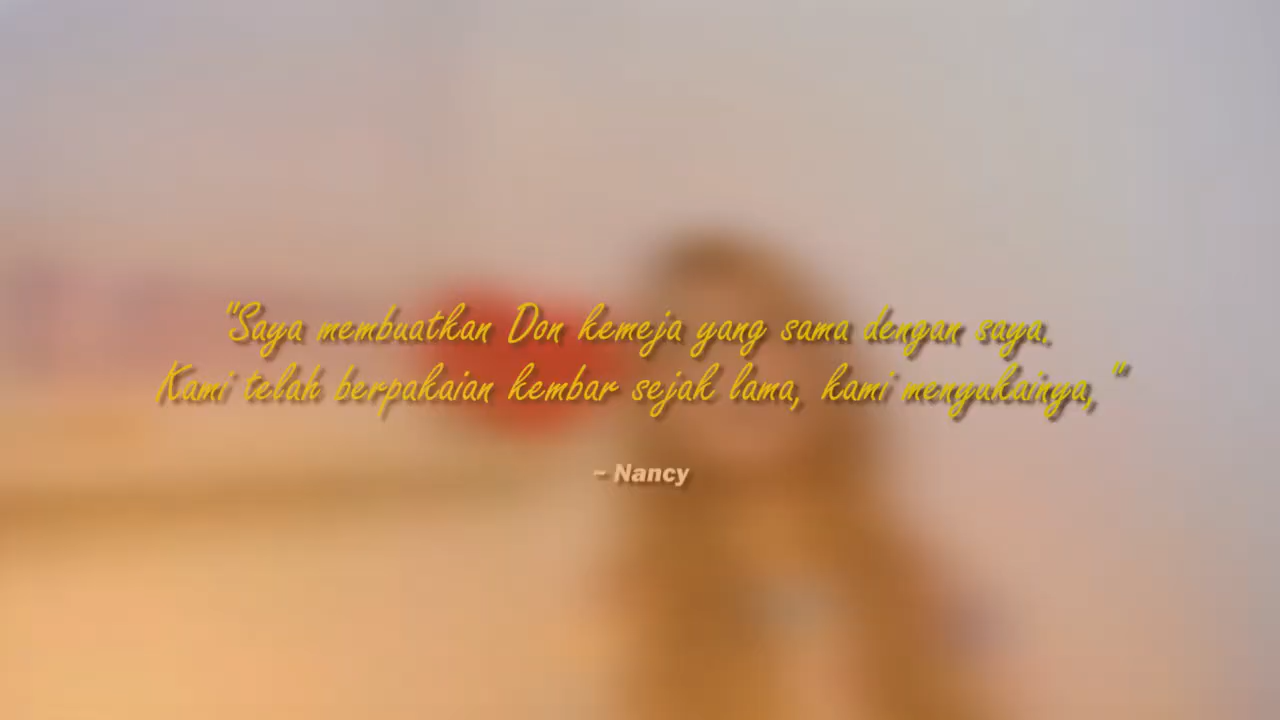 "Saya membuatkan Don kemeja yang sama dengan saya.
Kami telah berpakaian kembar sejak lama, kami menyukainya,"
- Nancy